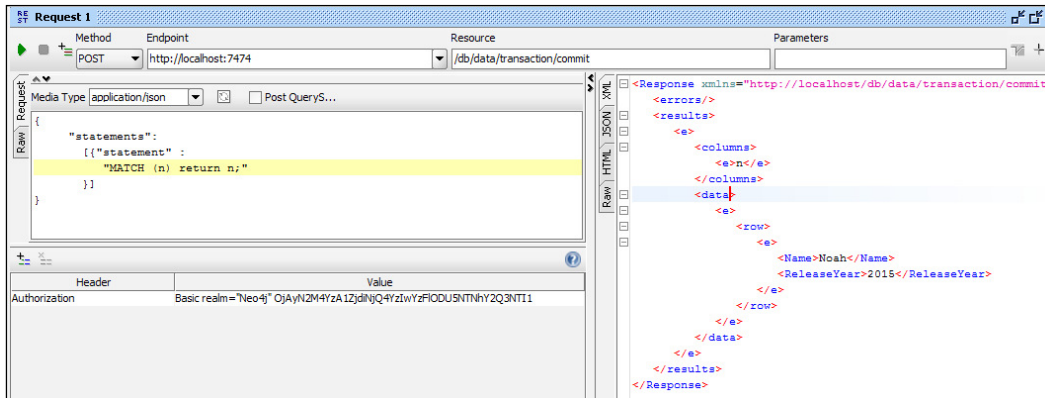 RE
ST Request 1
Method Endpoint Resource Parameters
POST http://localhost:7474 /db/data/transaction/commit
Request
Raw
Media Type application/json Post QueryS...
{
"statements":
[{"statement" :
"MATCH (n) return n;"
}]
}
Header Value
Authorization Basic realm="Neo4j" OjAyN2M4YzA1ZjdiNjQ4YzIwYzFlODU5NTNhY2Q3NTI1
XML
JSON
HTML
Raw
<Response xmlns="http://localhost/db/data/transaction/commit
<errors/>
<results>
<e>
<columns>
<e>n</e>
</columns>
<data>
<e>
<row>
<e>
<Name>Noah</Name>
<ReleaseYear>2015</ReleaseYear>
</e>
</row>
</e>
</data>
</e>
</results>
</Response>